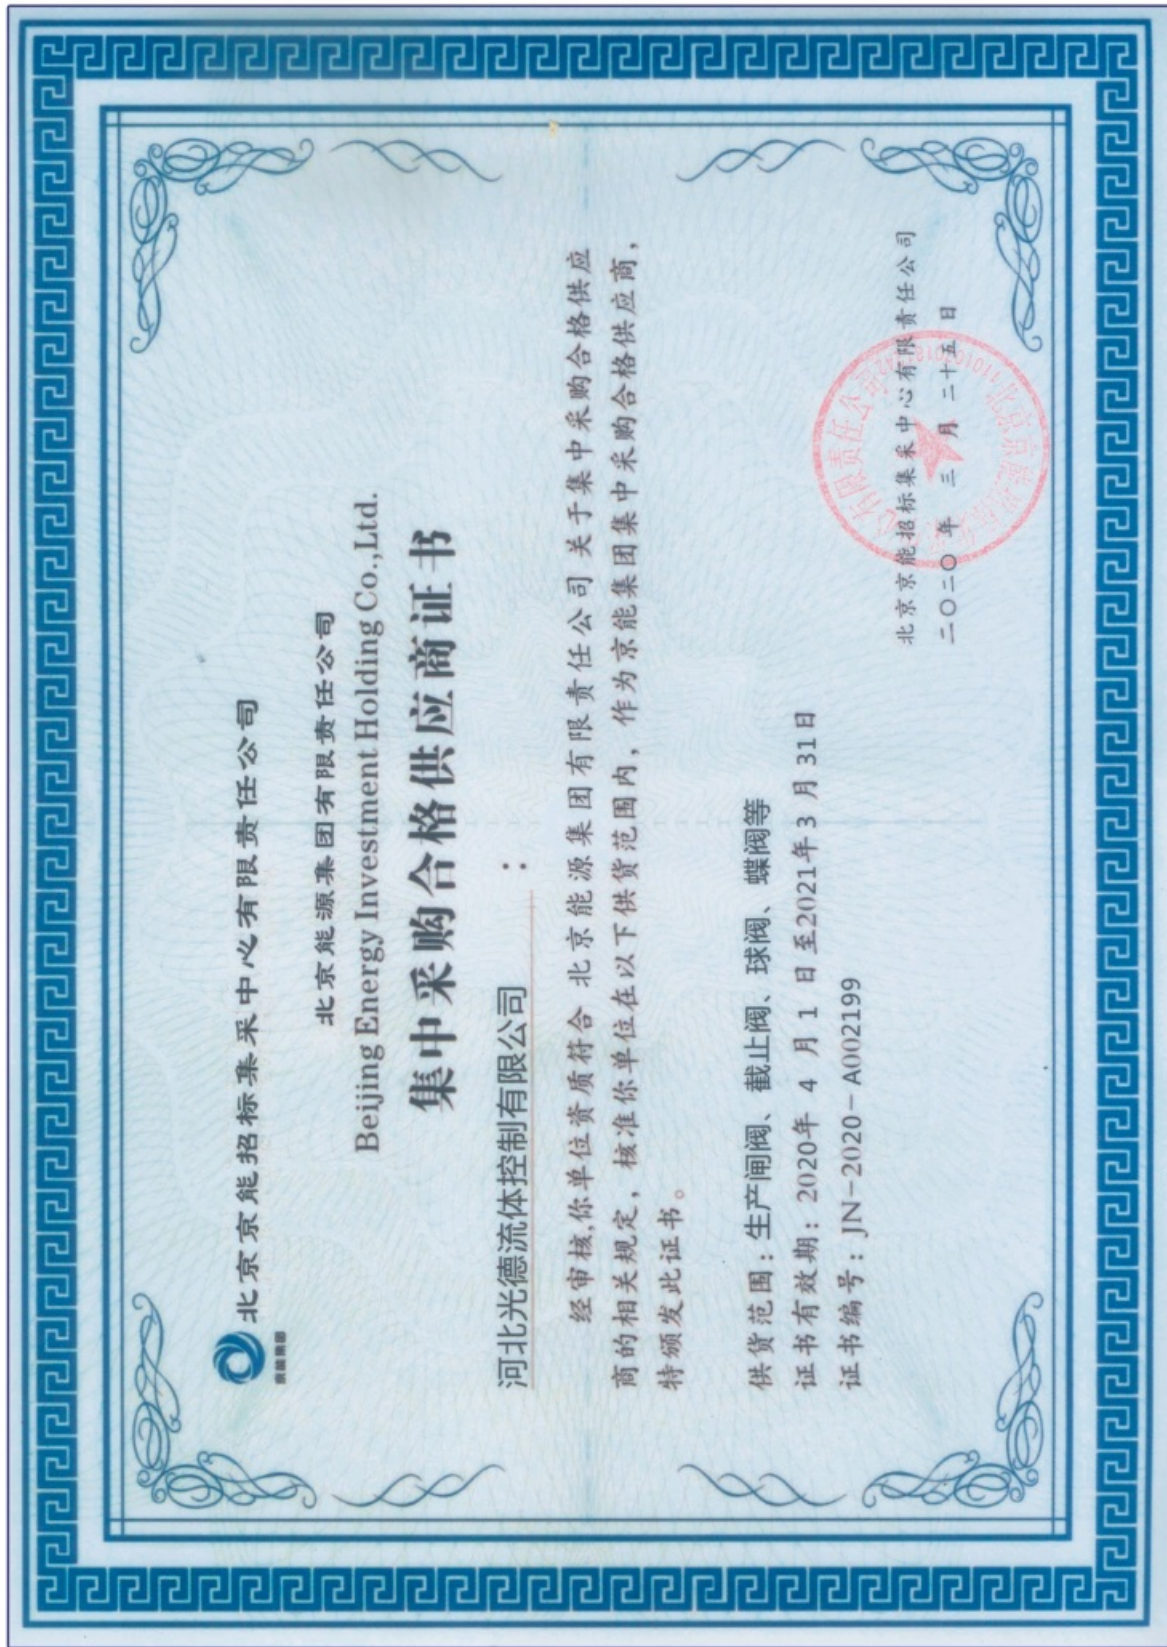 北京京能招标集采中心有限责任公司
京能集团
北京能源集团有限责任公司
Beijing Energy Investment Holding Co.,Ltd.
集中采购合格供应商证书
河北光德流体控制有限公司：
经审核,你单位资质符合 北京能源集团有限责任公司关于集中采购合格供应
商的相关规定，核准你单位在以下供货范围内，作为京能集团集中采购合格供应商，
特颁发此证书。
供货范围：生产闸阀、截止阀、球阀、蝶阀等
证书有效期：2020年 4 月 1 日 至2021年 3 月 31日
证书编号：JN-2020-A002199
北京京能招标集采中心有限责任公司
二〇二〇 年 三 月 二十五 日